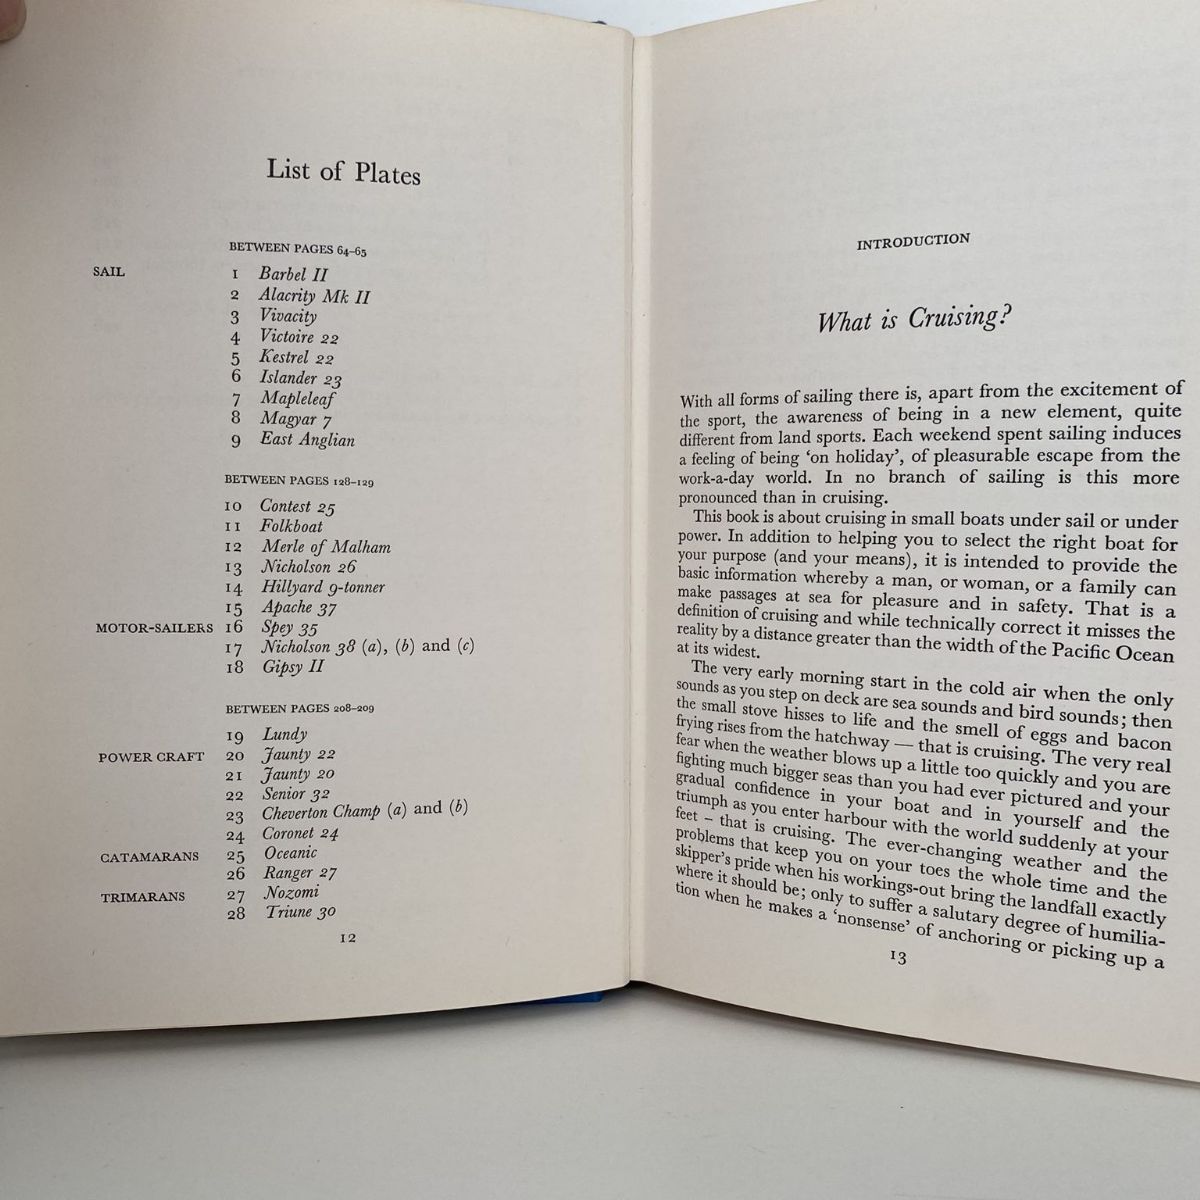 List of Plates
BETWEEN PAGES 64–65
SAIL 1 Barbel II
2 Alacrity Mk II
3 Vivacity
4 Victoire 22
5 Kestrel 22
6 Islander 23
7 Mapleleaf
8 Magyar 7
9 East Anglian
BETWEEN PAGES 128–129
10 Contest 25
11 Folkboat
12 Merle of Malham
13 Nicholson 26
14 Hillyard 9-tonner
15 Apache 37
MOTOR-SAILERS 16 Spey 35
17 Nicholson 38 (a), (b) and (c)
18 Gipsy II
BETWEEN PAGES 208–209
19 Lundy
POWER CRAFT 20 Jaunty 22
21 Jaunty 20
22 Senior 32
23 Cheverton Champ (a) and (b)
24 Coronet 24
CATAMARANS 25 Oceanic
26 Ranger 27
TRIMARANS 27 Nozomi
28 Triune 30
12
INTRODUCTION
What is Cruising?
With all forms of sailing there is, apart from the excitement of
the sport, the awareness of being in a new element, quite
different from land sports. Each weekend spent sailing induces
a feeling of being ‘on holiday’, of pleasurable escape from the
work-a-day world. In no branch of sailing is this more
pronounced than in cruising.
This book is about cruising in small boats under sail or under
power. In addition to helping you to select the right boat for
your purpose (and your means), it is intended to provide the
basic information whereby a man, or woman, or a family can
make passages at sea for pleasure and in safety. That is a
definition of cruising and while technically correct it misses the
reality by a distance greater than the width of the Pacific Ocean
at its widest.
The very early morning start in the cold air when the only
sounds as you step on deck are sea sounds and bird sounds; then
the small stove hisses to life and the smell of eggs and bacon
frying rises from the hatchway — that is cruising. The very real
fear when the weather blows up a little too quickly and you are
fighting much bigger seas than you had ever pictured and your
gradual confidence in your boat and in yourself and the
triumph as you enter harbour with the world suddenly at your
feet – that is cruising. The ever-changing weather and the
problems that keep you on your toes the whole time and the
skipper’s pride when his workings-out bring the landfall exactly
where it should be; only to suffer a salutary degree of humilia-
tion when he makes a ‘nonsense’ of anchoring or picking up a
13